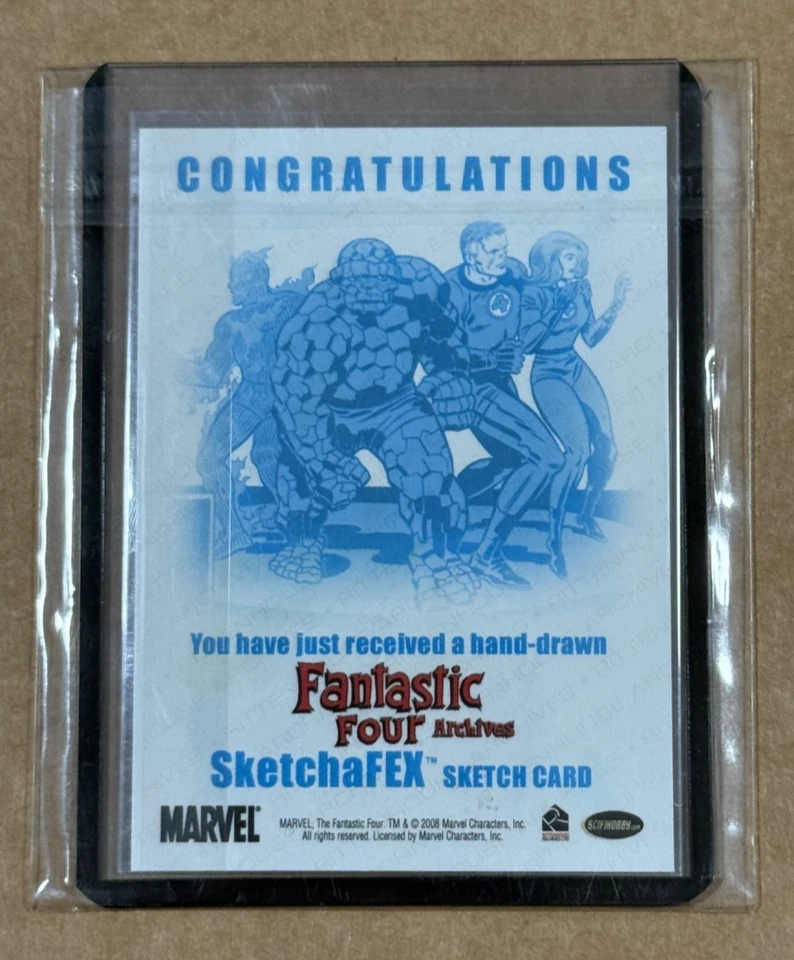 CONGRATULATIONS
You have just received a hand-drawn
Fantastic
Four Archives
SketchaFEX™ SKETCH CARD
MARVEL®
MARVEL, The Fantastic Four: TM & © 2008 Marvel Characters, Inc.
All rights reserved. Licensed by Marvel Characters, Inc.
SCIFIHOBBY.com